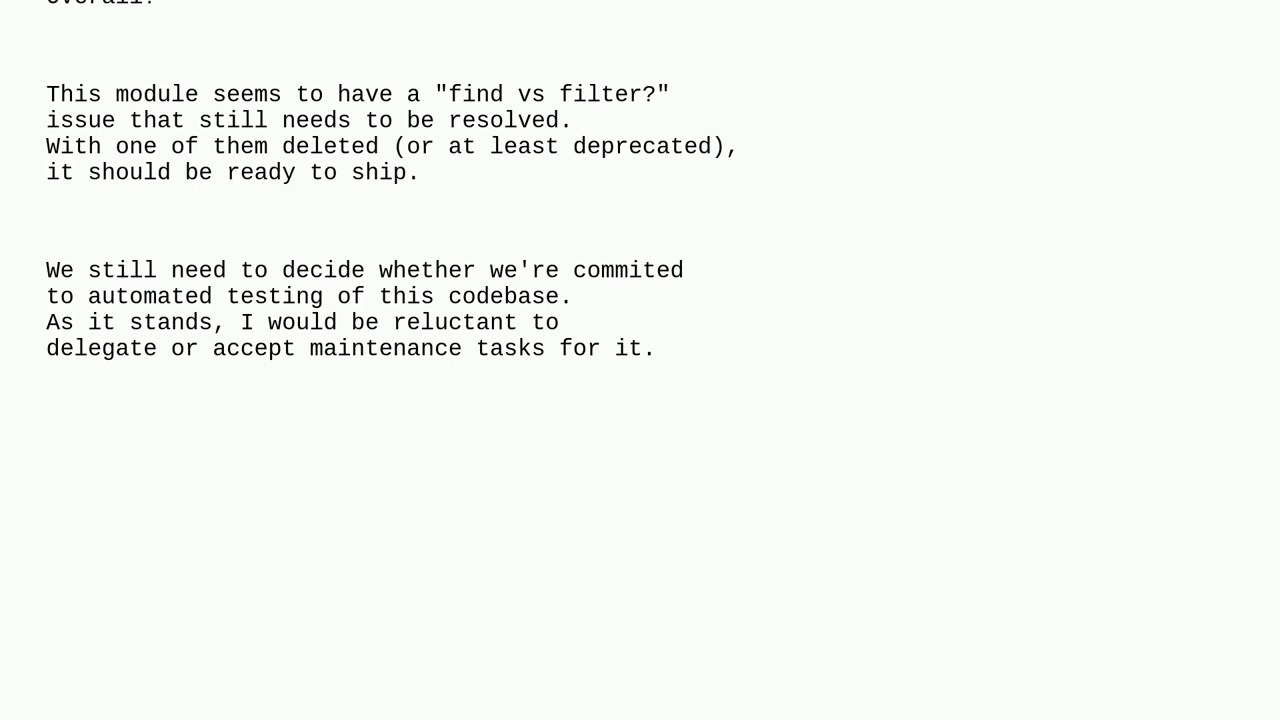 This module seems to have a "find vs filter?"
issue that still needs to be resolved.
With one of them deleted (or at least deprecated),
it should be ready to ship.
We still need to decide whether we're commited
to automated testing of this codebase.
As it stands, I would be reluctant to
delegate or accept maintenance tasks for it.